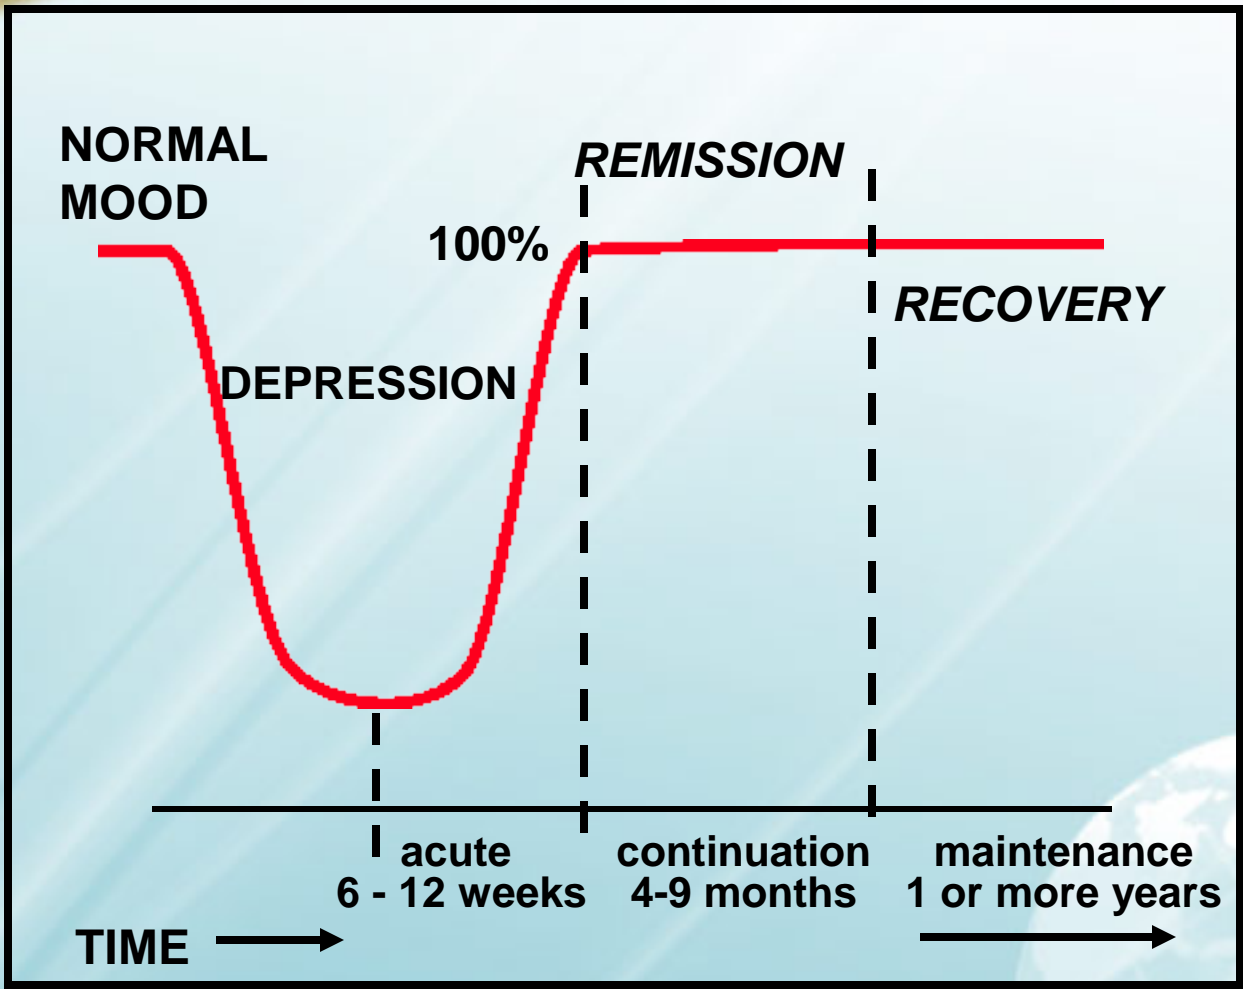 NORMAL
MOOD
REMISSION
100%
RECOVERY
DEPRESSION
acute
6 - 12 weeks
continuation
4-9 months
maintenance
1 or more years
TIME